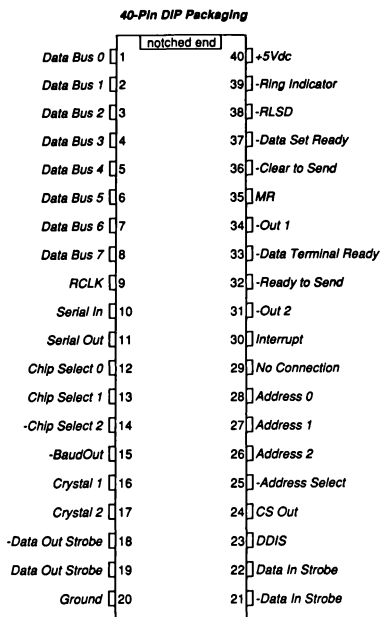 40-Pin DIP Packaging
notched end
Data Bus 0 1 40 +5Vdc
Data Bus 1 2 39 -Ring Indicator
Data Bus 2 3 38 -RLSD
Data Bus 3 4 37 -Data Set Ready
Data Bus 4 5 36 -Clear to Send
Data Bus 5 6 35 MR
Data Bus 6 7 34 -Out 1
Data Bus 7 8 33 -Data Terminal Ready
RCLK 9 32 -Ready to Send
Serial In 10 31 -Out 2
Serial Out 11 30 Interrupt
Chip Select 0 12 29 No Connection
Chip Select 1 13 28 Address 0
-Chip Select 2 14 27 Address 1
-BaudOut 15 26 Address 2
Crystal 1 16 25 -Address Select
Crystal 2 17 24 CS Out
-Data Out Strobe 18 23 DDIS
Data Out Strobe 19 22 Data In Strobe
Ground 20 21 -Data In Strobe